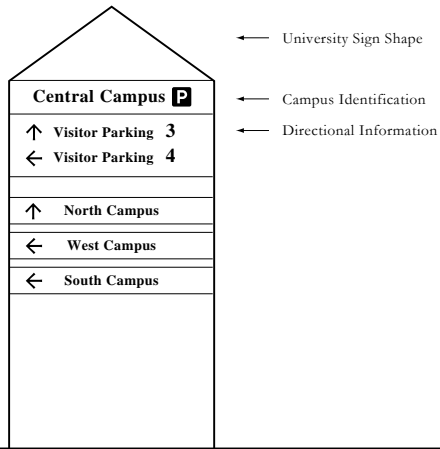 University Sign Shape
Central Campus P
Campus Identification
↑ Visitor Parking 3
Directional Information
← Visitor Parking 4
↑ North Campus
← West Campus
← South Campus